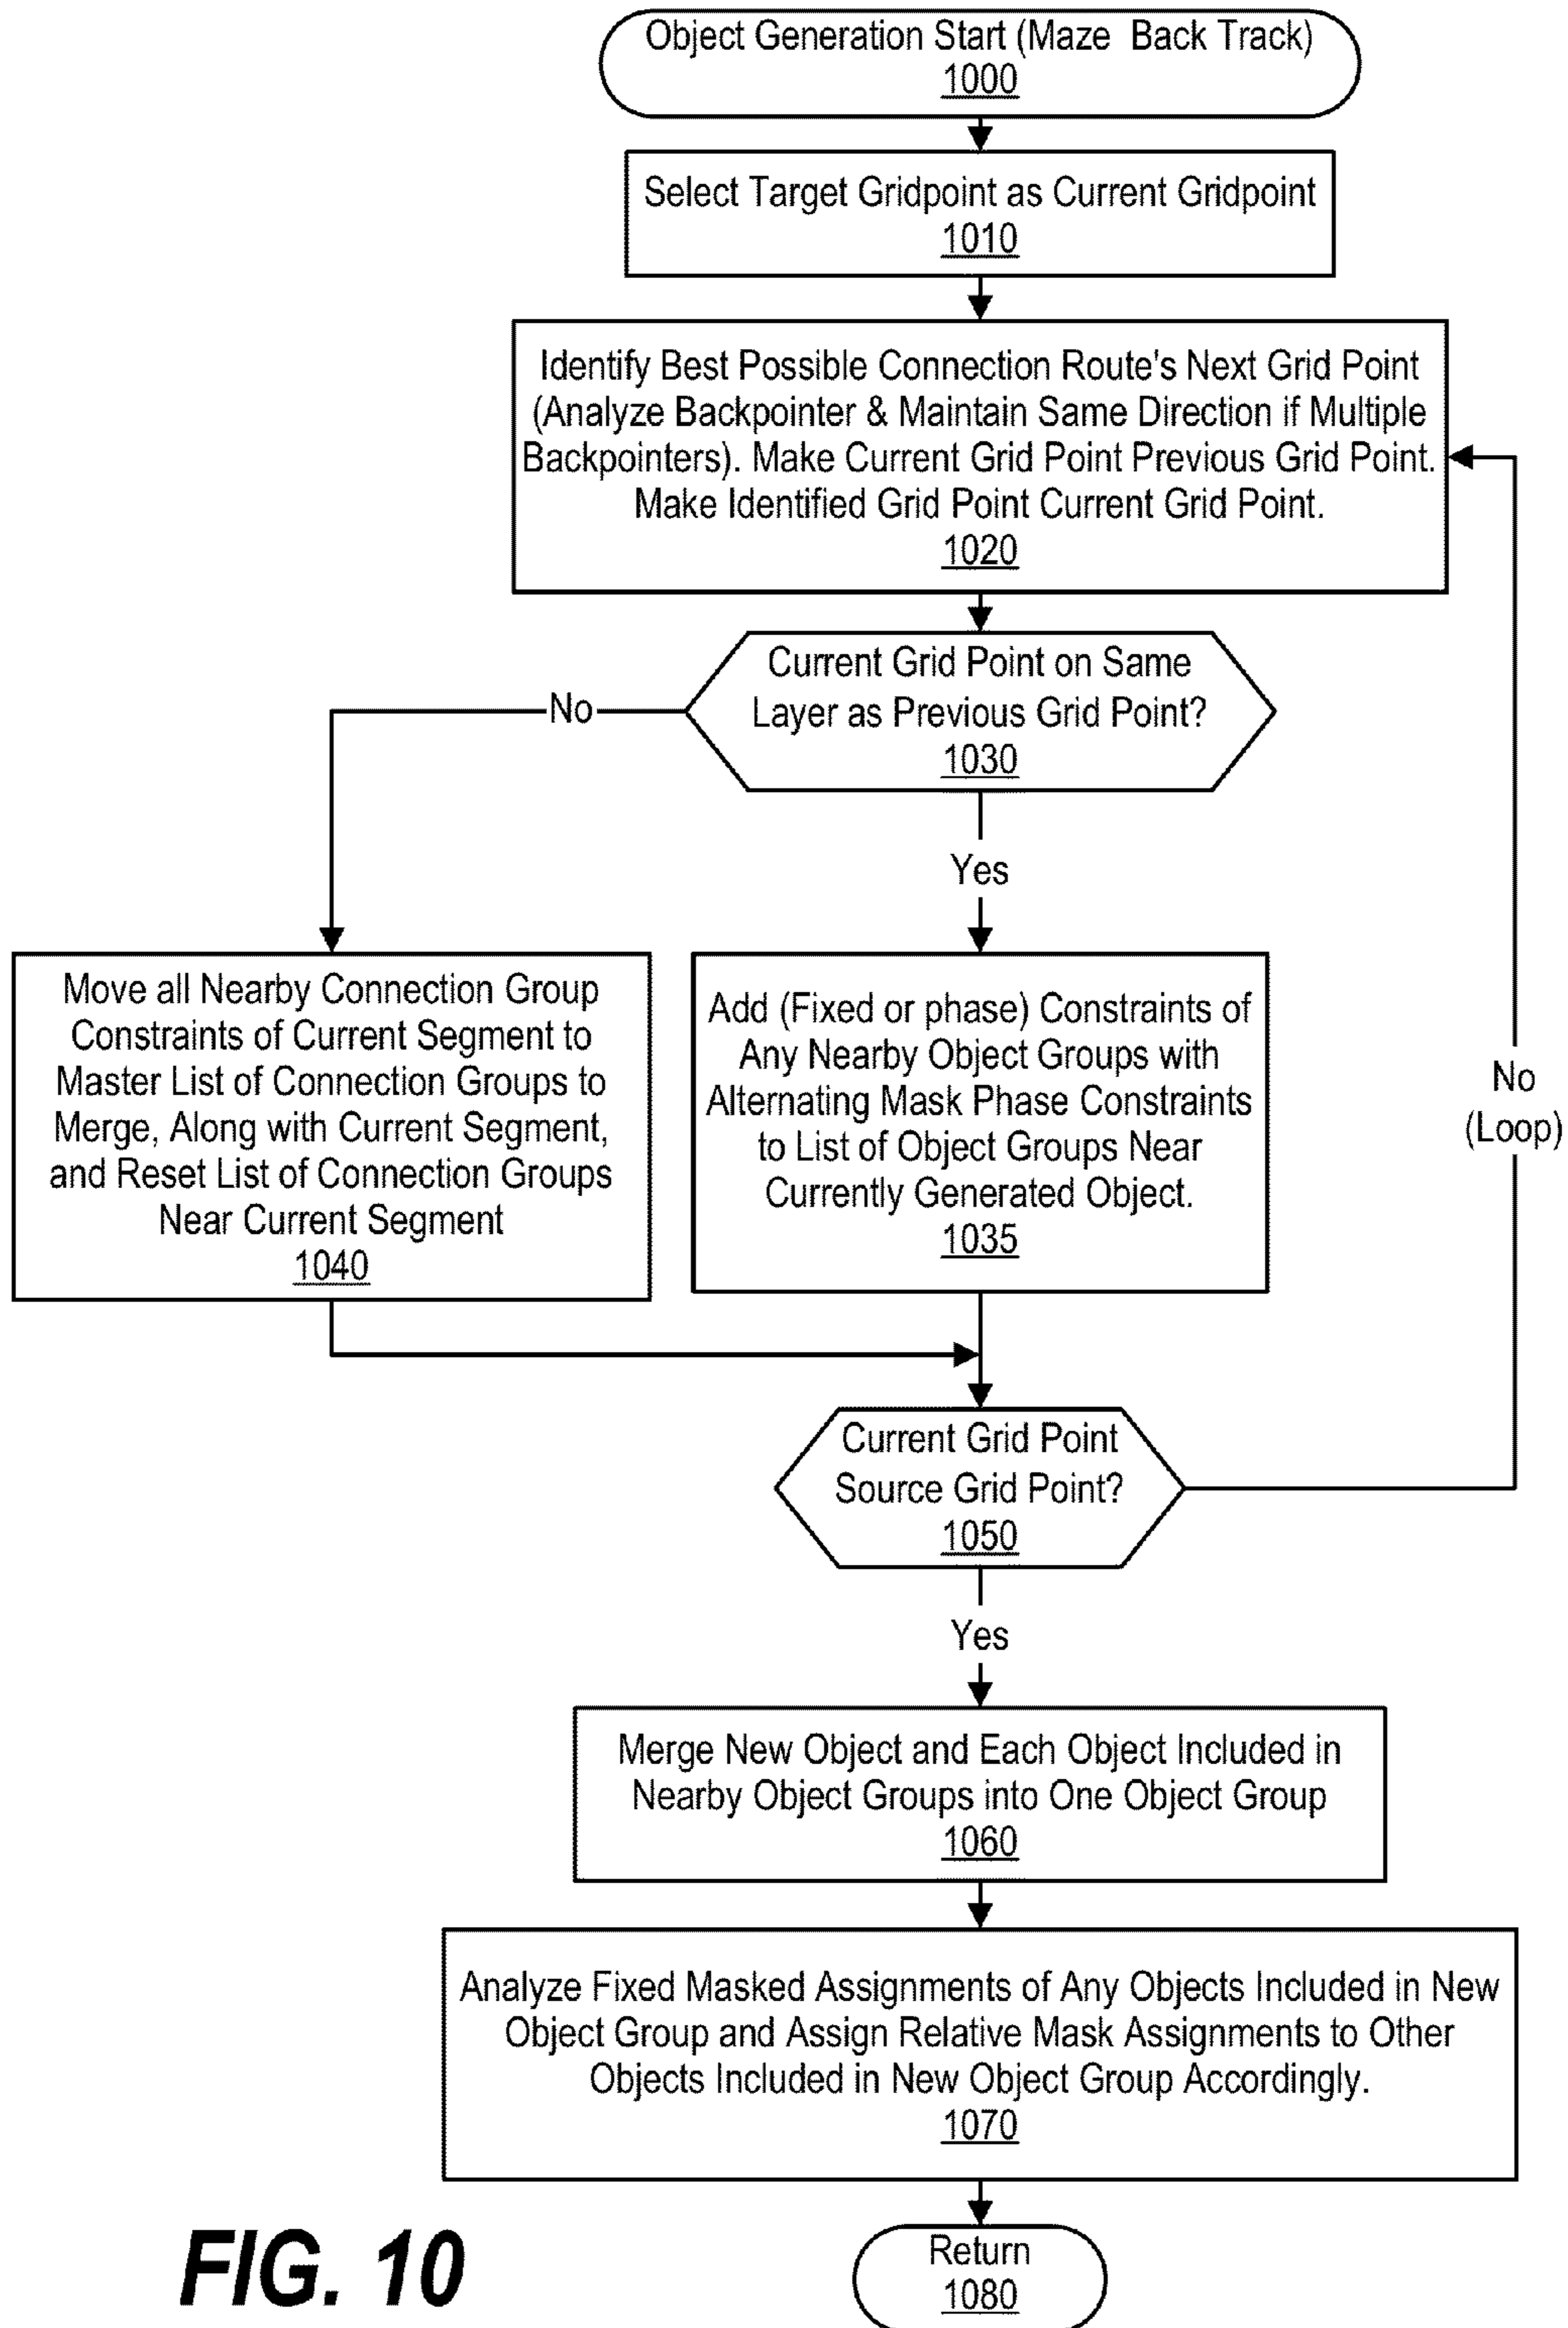 Object Generation Start (Maze Back Track)
1000
Select Target Gridpoint as Current Gridpoint
1010
Identify Best Possible Connection Route's Next Grid Point
(Analyze Backpointer & Maintain Same Direction if Multiple
Backpointers). Make Current Grid Point Previous Grid Point.
Make Identified Grid Point Current Grid Point.
1020
Current Grid Point on Same
Layer as Previous Grid Point?
1030
No
Yes
Move all Nearby Connection Group
Constraints of Current Segment to
Master List of Connection Groups to
Merge, Along with Current Segment,
and Reset List of Connection Groups
Near Current Segment
1040
Add (Fixed or phase) Constraints of
Any Nearby Object Groups with
Alternating Mask Phase Constraints
to List of Object Groups Near
Currently Generated Object.
1035
No
(Loop)
Current Grid Point
Source Grid Point?
1050
Yes
Merge New Object and Each Object Included in
Nearby Object Groups into One Object Group
1060
Analyze Fixed Masked Assignments of Any Objects Included in New
Object Group and Assign Relative Mask Assignments to Other
Objects Included in New Object Group Accordingly.
1070
Return
1080
FIG. 10